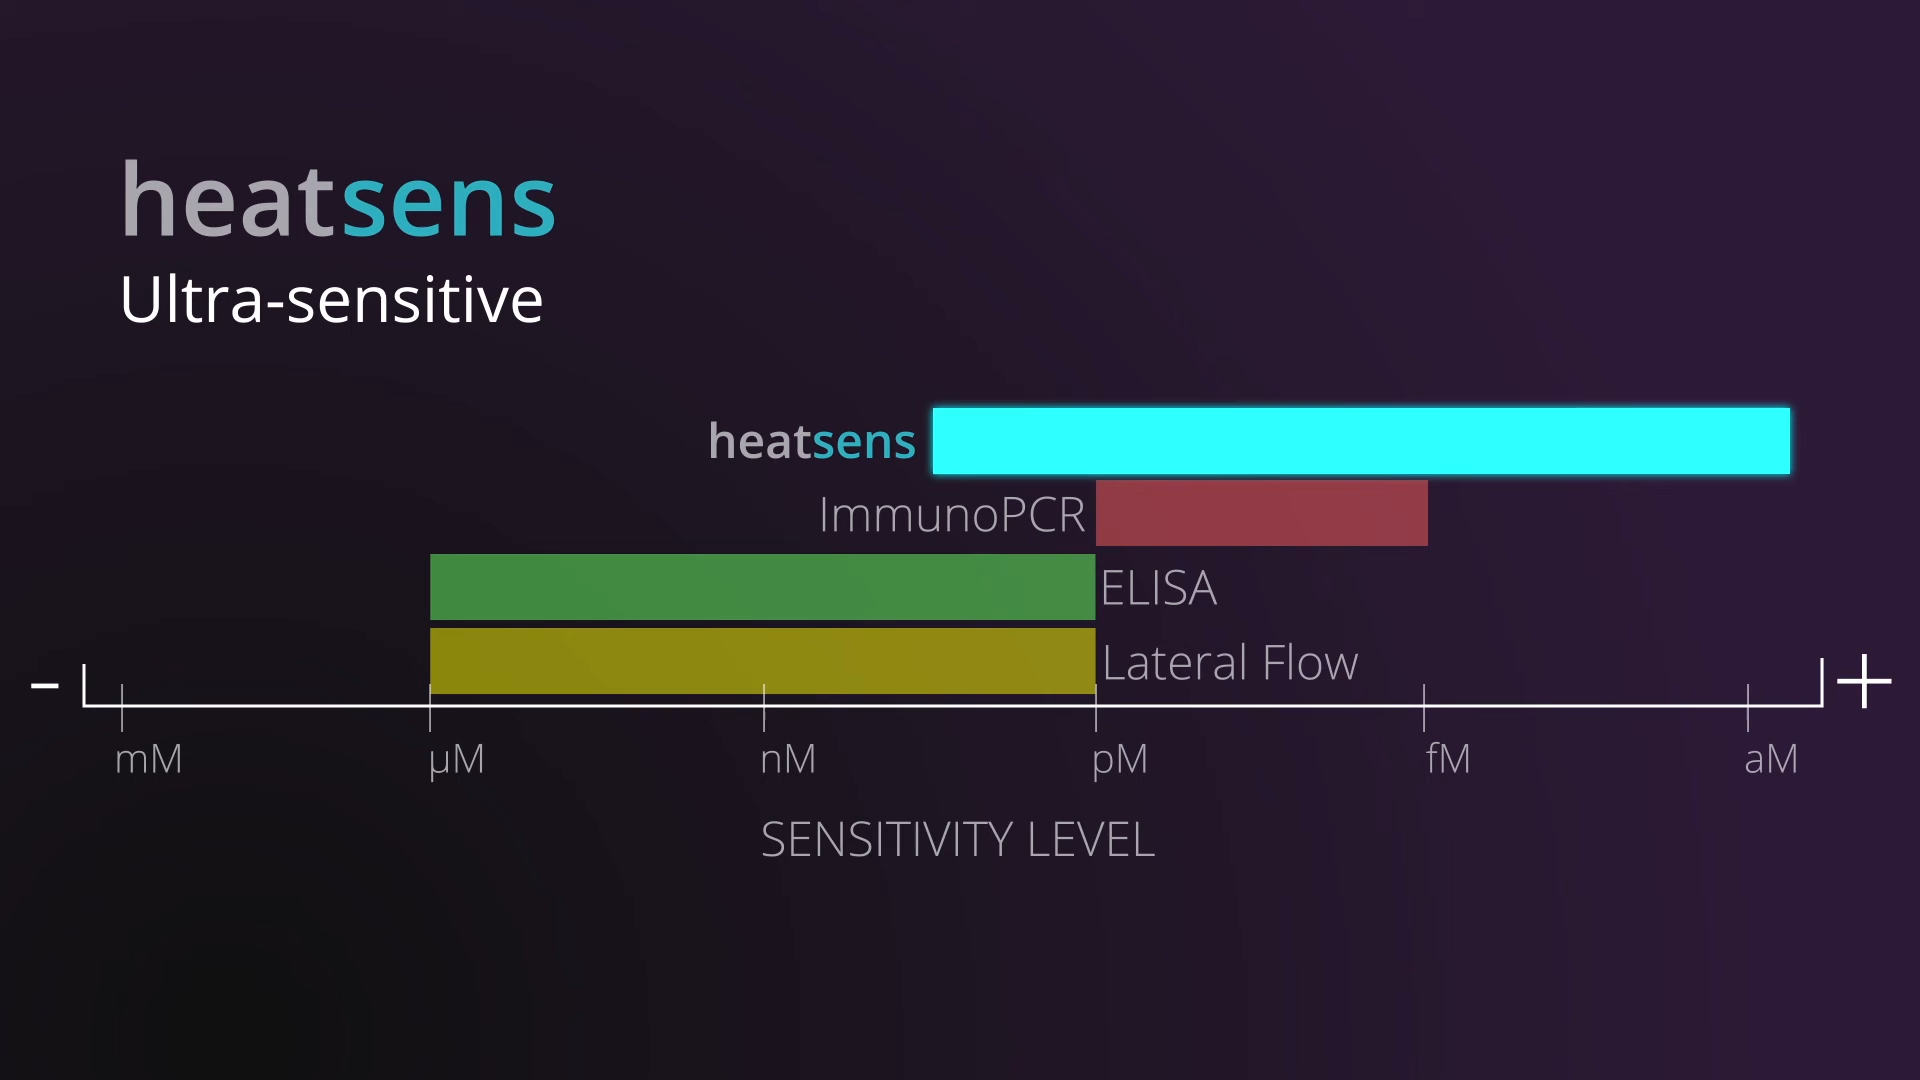 heatsens
Ultra-sensitive
heatsens
ImmunoPCR
ELISA
Lateral Flow
- +
mM µM nM pM fM aM
SENSITIVITY LEVEL